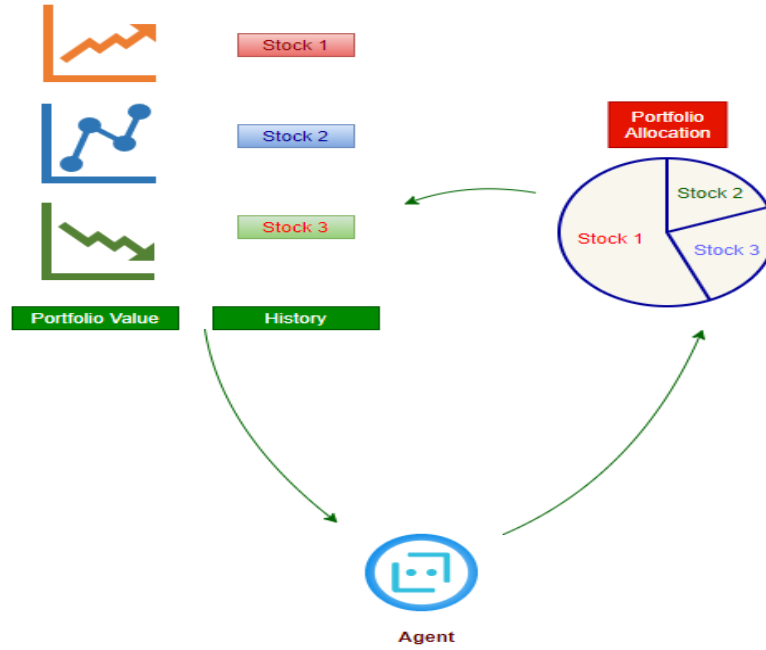 Stock 1
Stock 2
Stock 3
Portfolio Value
History
Portfolio
Allocation
Stock 2
Stock 1
Stock 3
Agent